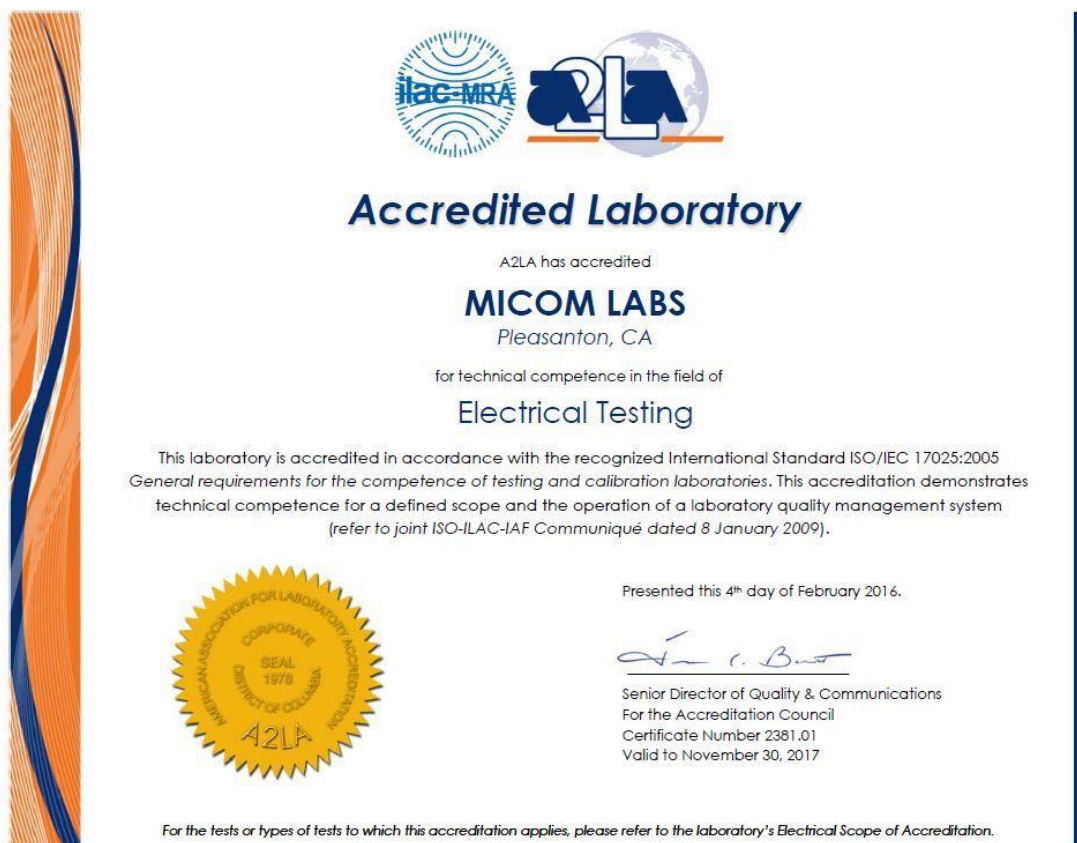 ilac-MRA
A2LA
Accredited Laboratory
A2LA has accredited
MICOM LABS
Pleasanton, CA
for technical competence in the field of
Electrical Testing
This laboratory is accredited in accordance with the recognized International Standard ISO/IEC 17025:2005
General requirements for the competence of testing and calibration laboratories. This accreditation demonstrates
technical competence for a defined scope and the operation of a laboratory quality management system
(refer to joint ISO-ILAC-IAF Communiqué dated 8 January 2009).
AMERICAN ASSOCIATION FOR LABORATORY ACCREDITATION
CORPORATE
SEAL
1978
DISTRICT OF COLUMBIA
A2LA
Presented this 4th day of February 2016.
Senior Director of Quality & Communications
For the Accreditation Council
Certificate Number 2381.01
Valid to November 30, 2017
For the tests or types of tests to which this accreditation applies, please refer to the laboratory's Electrical Scope of Accreditation.